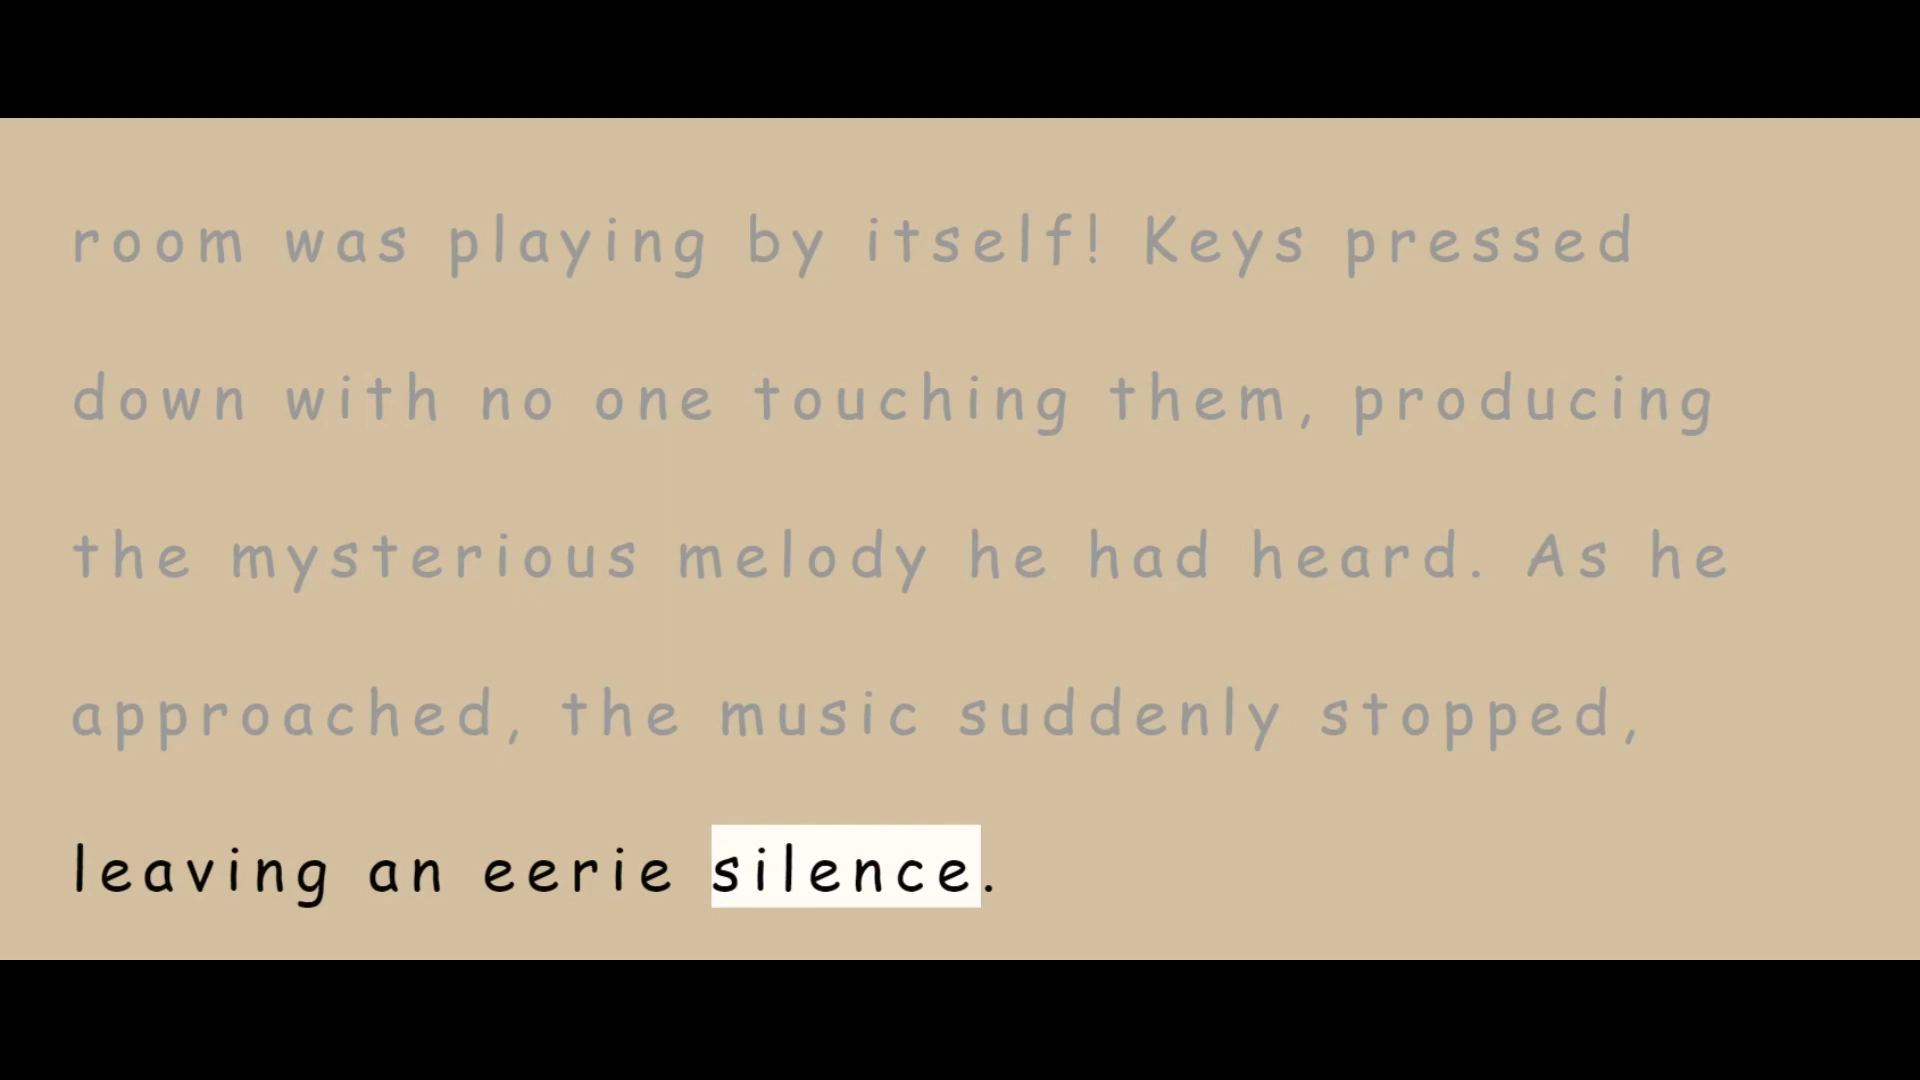 room was playing by itself! Keys pressed
down with no one touching them, producing
the mysterious melody he had heard. As he
approached, the music suddenly stopped,
leaving an eerie silence.